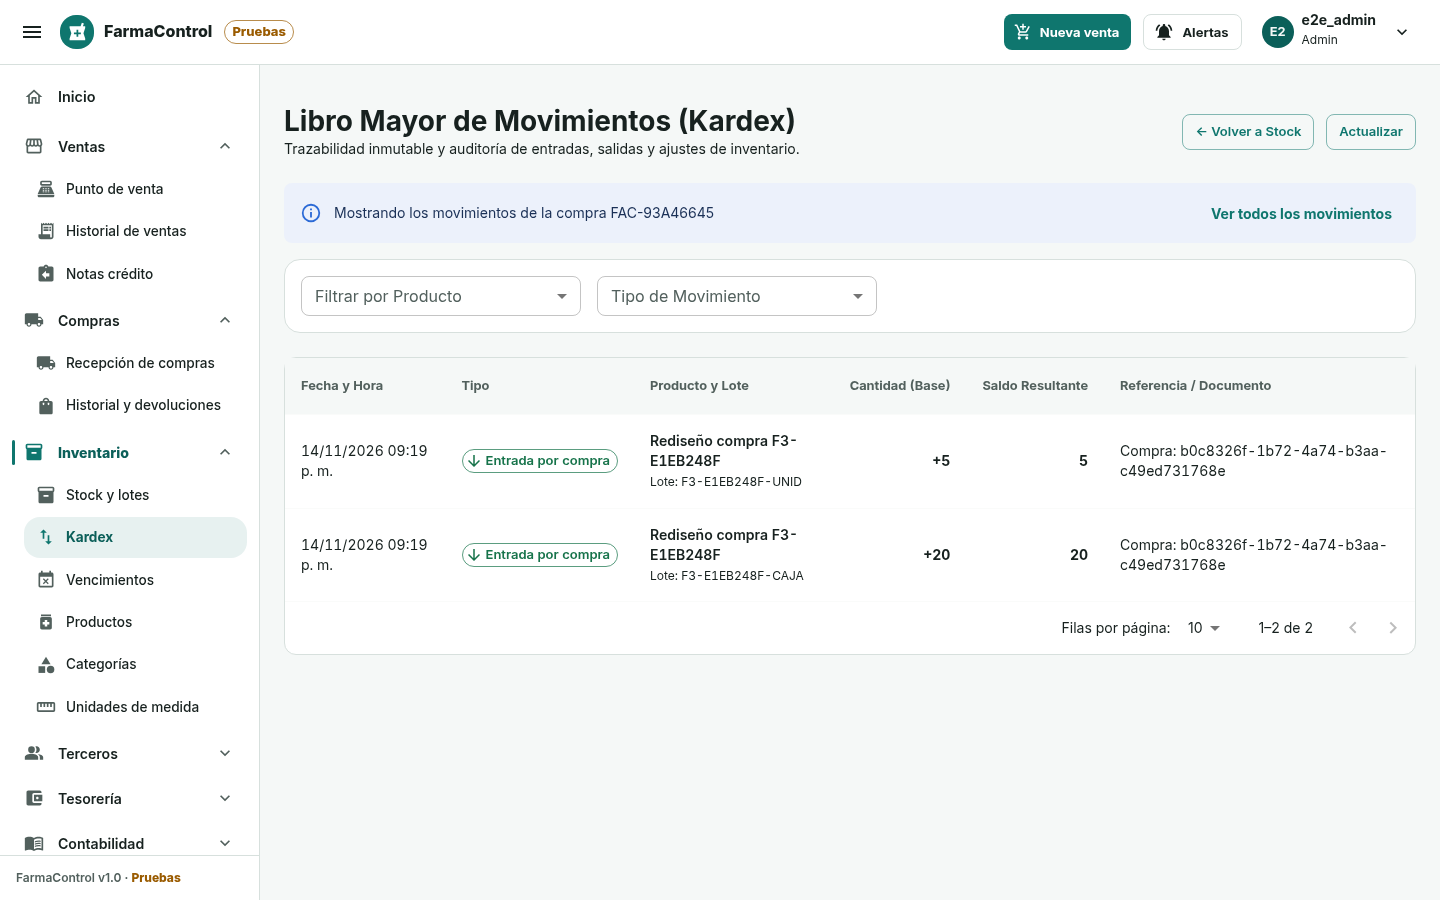 FarmaControl Pruebas
Nueva venta
Alertas
E2
e2e_admin
Admin
Inicio
Ventas
Punto de venta
Historial de ventas
Notas crédito
Compras
Recepción de compras
Historial y devoluciones
Inventario
Stock y lotes
Kardex
Vencimientos
Productos
Categorías
Unidades de medida
Terceros
Tesorería
Contabilidad
FarmaControl v1.0 · Pruebas
Libro Mayor de Movimientos (Kardex)
Trazabilidad inmutable y auditoría de entradas, salidas y ajustes de inventario.
← Volver a Stock
Actualizar
Mostrando los movimientos de la compra FAC-93A46645
Ver todos los movimientos
Filtrar por Producto
Tipo de Movimiento
Fecha y Hora Tipo Producto y Lote Cantidad (Base) Saldo Resultante Referencia / Documento
14/11/2026 09:19
p. m.
Entrada por compra
Rediseño compra F3-
E1EB248F
Lote: F3-E1EB248F-UNID
+5
5
Compra: b0c8326f-1b72-4a74-b3aa-
c49ed731768e
14/11/2026 09:19
p. m.
Entrada por compra
Rediseño compra F3-
E1EB248F
Lote: F3-E1EB248F-CAJA
+20
20
Compra: b0c8326f-1b72-4a74-b3aa-
c49ed731768e
Filas por página: 10 1–2 de 2